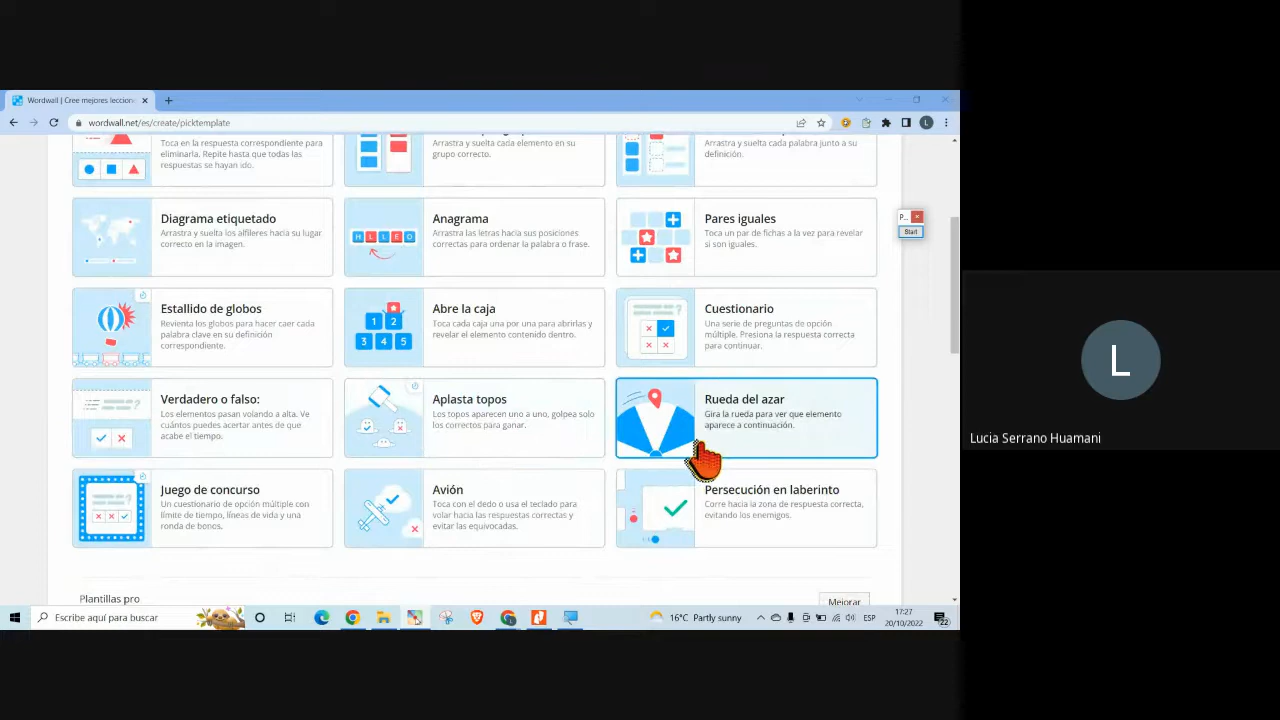 Wordwall | Cree mejores leccione
wordwall.net/es/create/picktemplate
L
Toca en la respuesta correspondiente para
eliminarla. Repite hasta que todas las
respuestas se hayan ido.
Arrastra y suelta cada elemento en su
grupo correcto.
Arrastra y suelta cada palabra junto a su
definición.
Diagrama etiquetado
Arrastra y suelta los alfileres hacia su lugar
correcto en la imagen.
H L L E O
Anagrama
Arrastra las letras hacia sus posiciones
correctas para ordenar la palabra o frase.
Pares iguales
Toca un par de fichas a la vez para revelar
si son iguales.
P...
Start
Estallido de globos
Revienta los globos para hacer caer cada
palabra clave en su definición
correspondiente.
1 2
3 4 5
Abre la caja
Toca cada caja una por una para abrirlas y
revelar el elemento contenido dentro.
Cuestionario
Una serie de preguntas de opción
múltiple. Presiona la respuesta correcta
para continuar.
Verdadero o falso:
Los elementos pasan volando a alta. Ve
cuántos puedes acertar antes de que
acabe el tiempo.
Aplasta topos
Los topos aparecen uno a uno, golpea solo
los correctos para ganar.
Rueda del azar
Gira la rueda para ver que elemento
aparece a continuación.
Juego de concurso
Un cuestionario de opción múltiple con
límite de tiempo, líneas de vida y una
ronda de bonos.
Avión
Toca con el dedo o usa el teclado para
volar hacia las respuestas correctas y
evitar las equivocadas.
Persecución en laberinto
Corre hacia la zona de respuesta correcta,
evitando los enemigos.
Plantillas pro
Mejorar
Escribe aquí para buscar
16°C Partly sunny
ESP
17:27
20/10/2022
22
L
Lucia Serrano Huamani